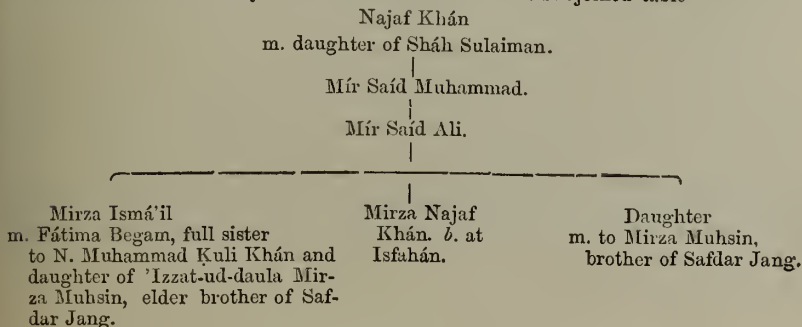 Najaf Khán
m. daughter of Sháh Sulaiman.
Mír Saíd Muhammad.
Mír Saíd Ali.
Mirza Ismá'il
m. Fátima Begam, full sister
to N. Muhammad Ḳuli Khán and
daughter of 'Izzat-ud-daula Mir-
za Muhsin, elder brother of Saf-
dar Jang.
Mirza Najaf
Khán. b. at
Isfahán.
Daughter
m. to Mirza Muhsin,
brother of Safdar Jang.